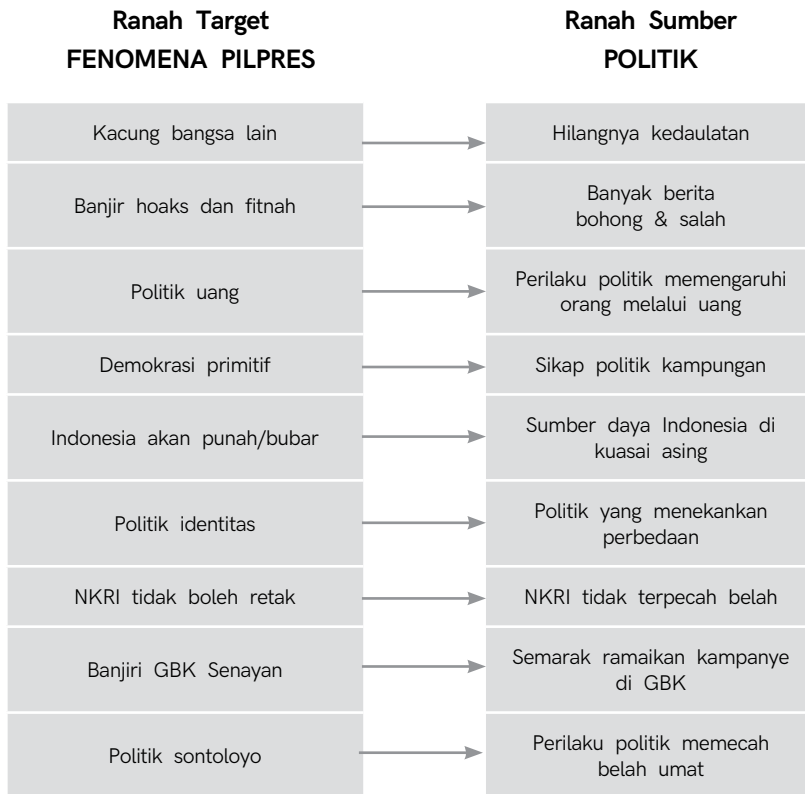 Ranah Target
FENOMENA PILPRES
Ranah Sumber
POLITIK
Kacung bangsa lain
Hilangnya kedaulatan
Banjir hoaks dan fitnah
Banyak berita
bohong & salah
Politik uang
Perilaku politik memengaruhi
orang melalui uang
Demokrasi primitif
Sikap politik kampungan
Indonesia akan punah/bubar
Sumber daya Indonesia di
kuasai asing
Politik identitas
Politik yang menekankan
perbedaan
NKRI tidak boleh retak
NKRI tidak terpecah belah
Banjiri GBK Senayan
Semarak ramaikan kampanye
di GBK
Politik sontoloyo
Perilaku politik memecah
belah umat